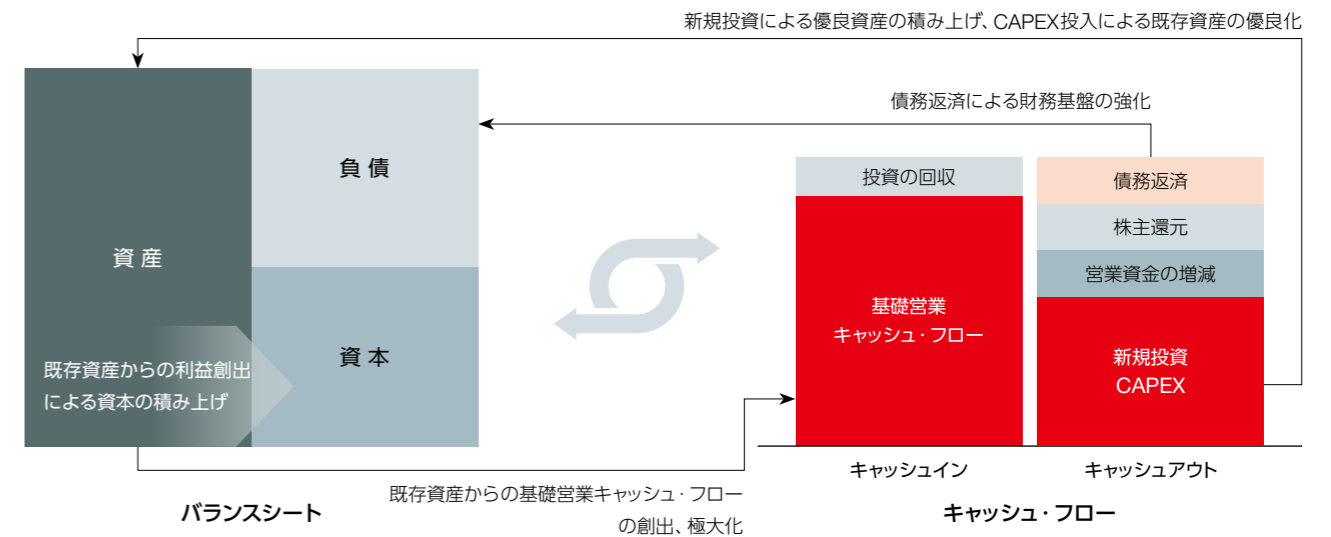 新規投資による優良資産の積み上げ、CAPEX投入による既存資産の優良化
債務返済による財務基盤の強化
資産
負債
資本
既存資産からの利益創出
による資本の積み上げ
投資の回収
基礎営業
キャッシュ・フロー
債務返済
株主還元
営業資金の増減
新規投資
CAPEX
キャッシュイン
キャッシュアウト
既存資産からの基礎営業キャッシュ・フロー
の創出、極大化
バランスシート
キャッシュ・フロー